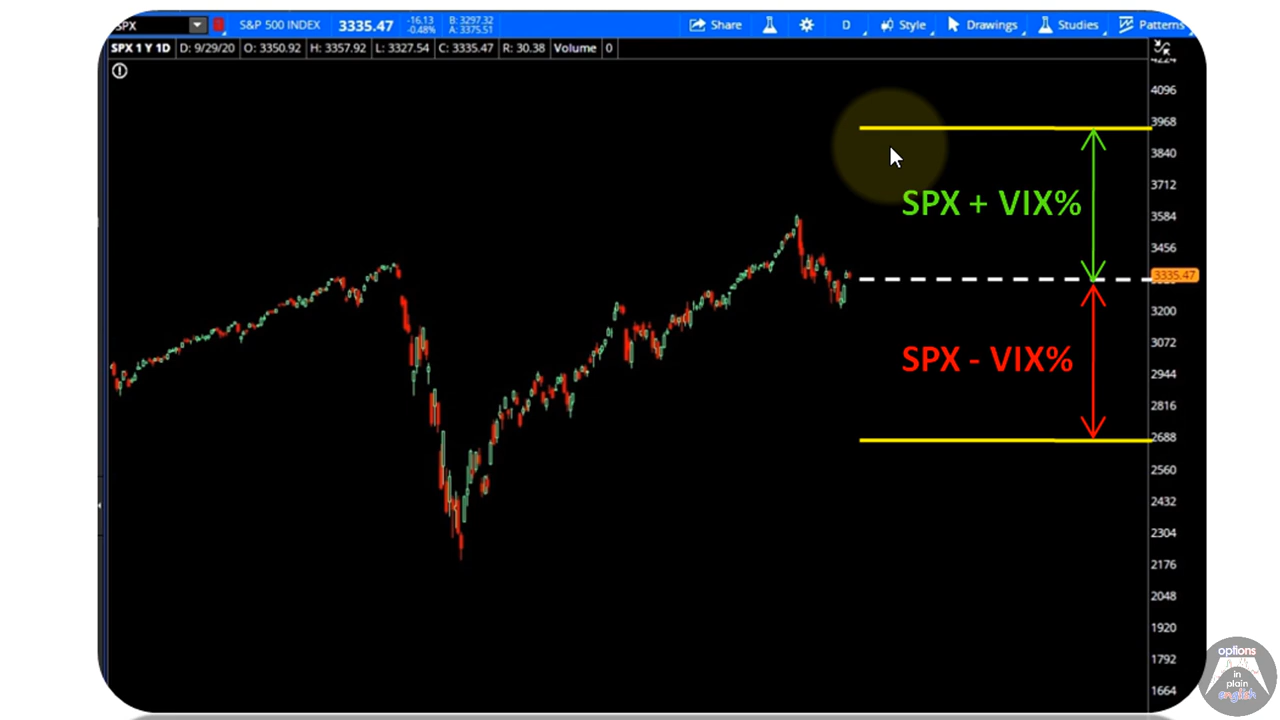 SPX
S&P 500 INDEX
3335.47
-16.13
-0.48%
B: 3297.32
A: 3375.51
Share
D
Style
Drawings
Studies
Patterns
SPX 1 Y 1D
D: 9/29/20
O: 3350.92
H: 3357.92
L: 3327.54
C: 3335.47
R: 30.38
Volume
0
4224
4096
3968
3840
3712
3584
3456
3335.47
3200
3072
2944
2816
2688
2560
2432
2304
2176
2048
1920
1792
1664
SPX + VIX%
SPX - VIX%
options
in
plain
english